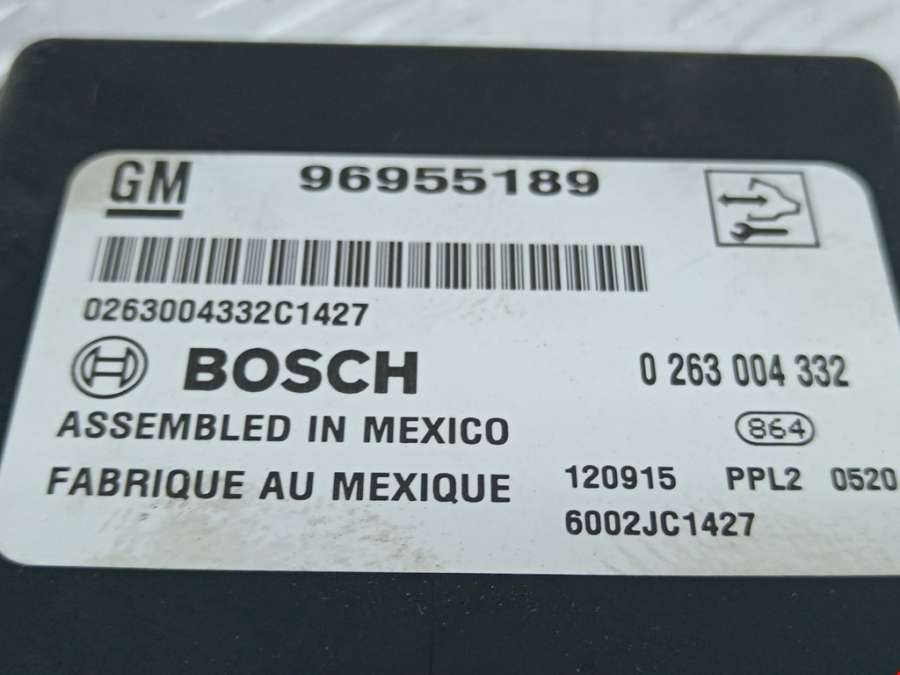 GM 96955189
0263004332C1427
BOSCH 0 263 004 332
ASSEMBLED IN MEXICO 864
FABRIQUE AU MEXIQUE 120915 PPL2 0520
6002JC1427